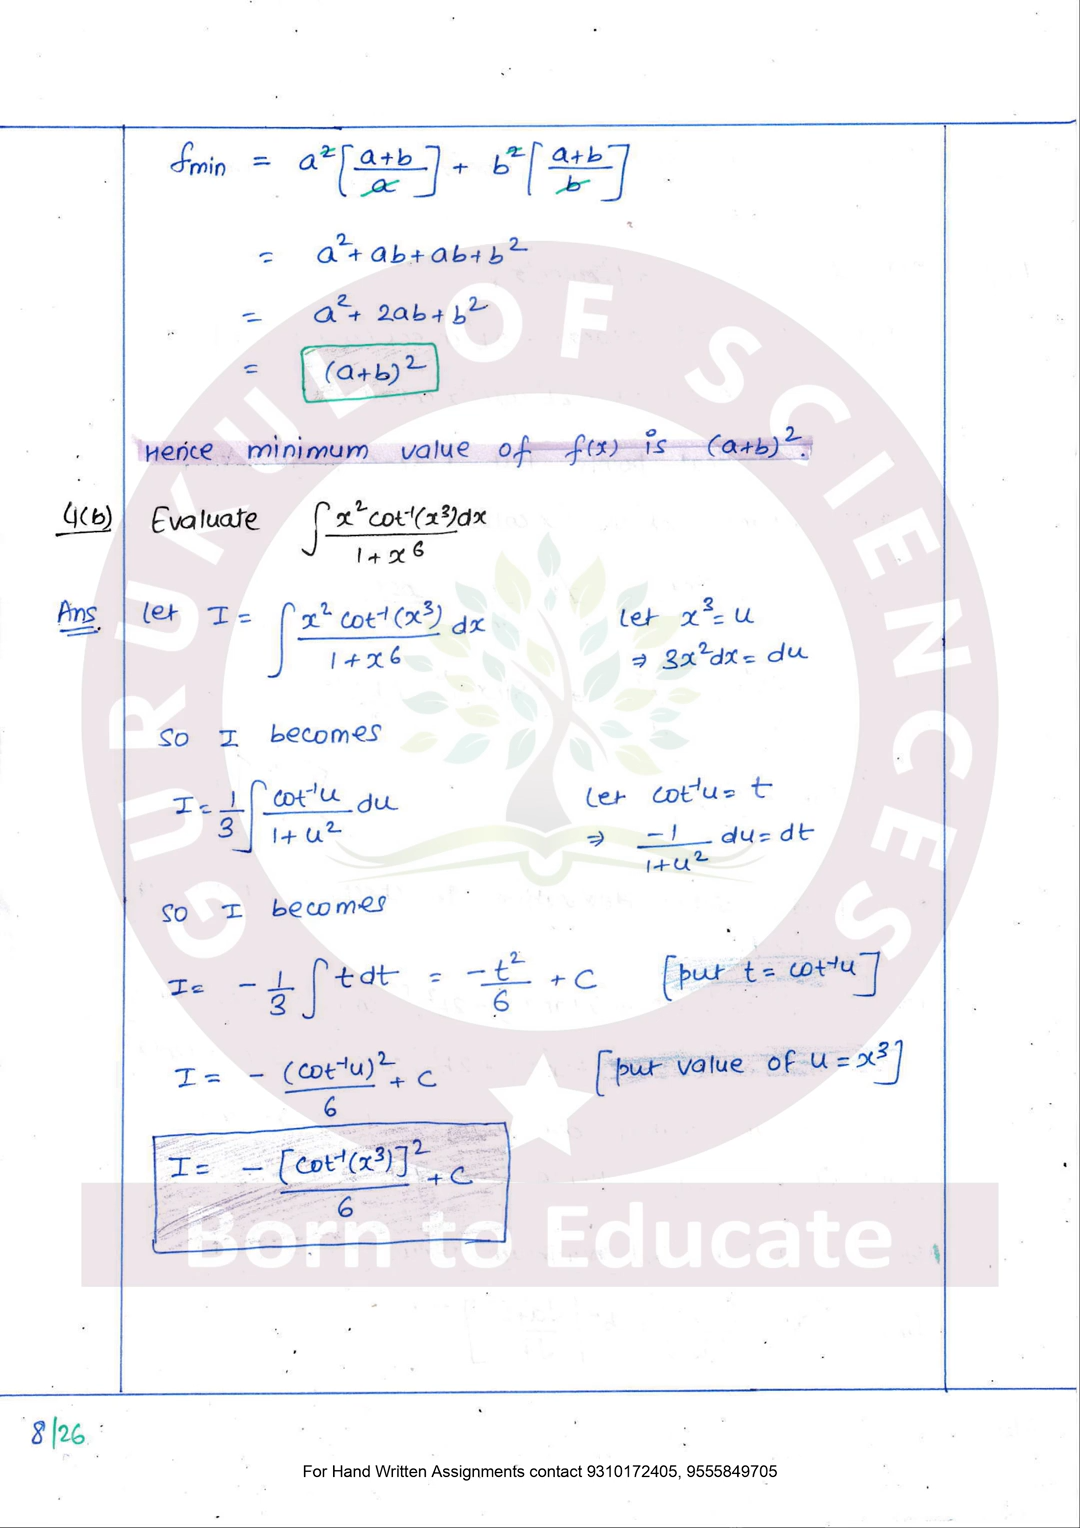 fmin = a²[(a+b)/a] + b²[(a+b)/b]
= a²+ ab + ab + b²
= a²+ 2ab + b²
= (a+b)²
Hence minimum value of f(x) is (a+b)².
4(b) Evaluate ∫ x² cot⁻¹(x³)dx / 1+x⁶
Ans. let I = ∫ x² cot⁻¹(x³) / 1+x⁶ dx let x³ = u
⇒ 3x²dx = du
so I becomes
I = 1/3 ∫ cot⁻¹u / 1+u² du let cot⁻¹u = t
⇒ -1/1+u² du = dt
so I becomes
I = - 1/3 ∫ t dt = -t²/6 + C [put t = cot⁻¹u]
I = - (cot⁻¹u)²/6 + C [put value of u = x³]
I = - [cot⁻¹(x³)]²/6 + C
GURUKUL OF SCIENCES
Born to Educate
8/26
For Hand Written Assignments contact 9310172405, 9555849705